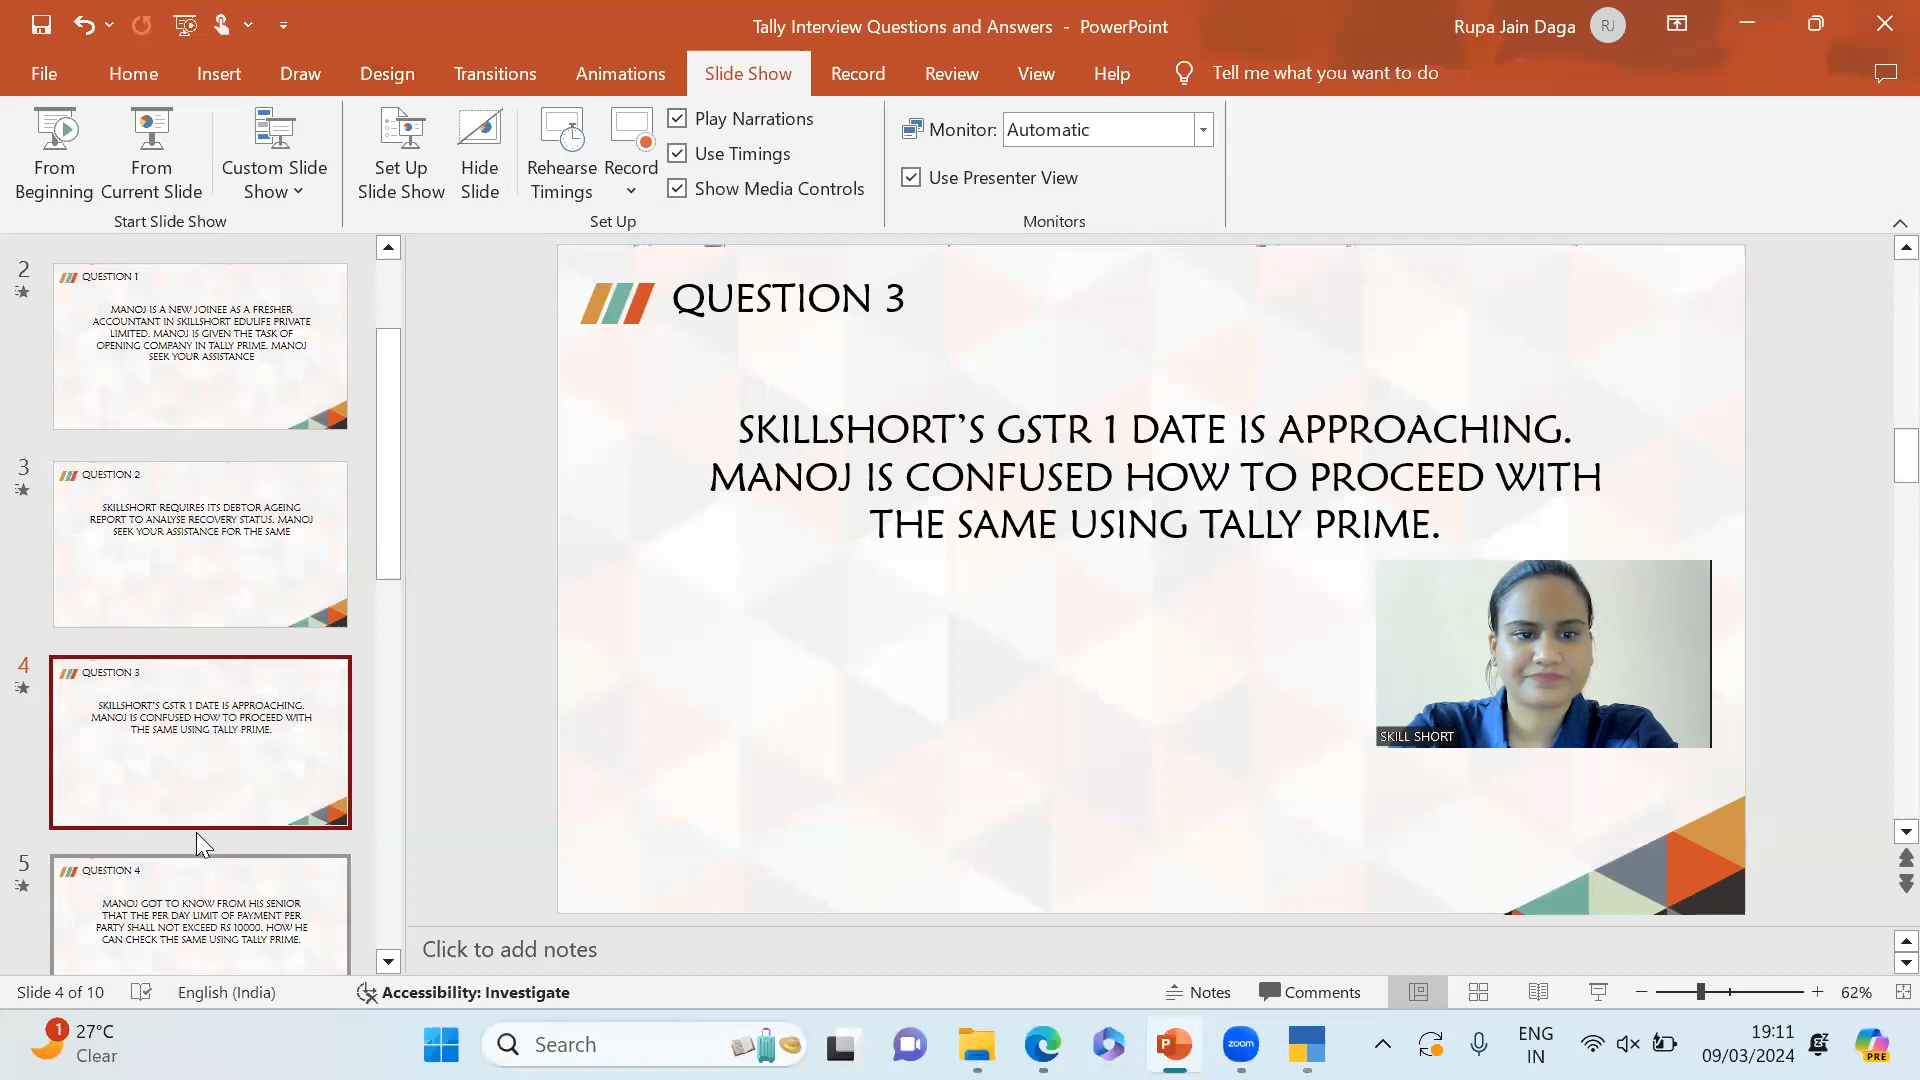 Tally Interview Questions and Answers - PowerPoint
Rupa Jain Daga
RJ
File
Home
Insert
Draw
Design
Transitions
Animations
Slide Show
Record
Review
View
Help
Tell me what you want to do
From Beginning
From Current Slide
Custom Slide Show
Start Slide Show
Set Up Slide Show
Hide Slide
Rehearse Timings
Record
Play Narrations
Use Timings
Show Media Controls
Set Up
Monitor:
Automatic
Use Presenter View
Monitors
2
QUESTION 1
MANOJ IS A NEW JOINEE AS A FRESHER
ACCOUNTANT IN SKILLSHORT EDULIFE PRIVATE
LIMITED. MANOJ IS GIVEN THE TASK OF
OPENING COMPANY IN TALLY PRIME. MANOJ
SEEK YOUR ASSISTANCE
3
QUESTION 2
SKILLSHORT REQUIRES ITS DEBTOR AGEING
REPORT TO ANALYSE RECOVERY STATUS. MANOJ
SEEK YOUR ASSISTANCE FOR THE SAME
4
QUESTION 3
SKILLSHORT'S GSTR 1 DATE IS APPROACHING.
MANOJ IS CONFUSED HOW TO PROCEED WITH
THE SAME USING TALLY PRIME.
5
QUESTION 4
MANOJ GOT TO KNOW FROM HIS SENIOR
THAT THE PER DAY LIMIT OF PAYMENT PER
PARTY SHALL NOT EXCEED RS 10000. HOW HE
CAN CHECK THE SAME USING TALLY PRIME.
QUESTION 3
SKILLSHORT’S GSTR 1 DATE IS APPROACHING.
MANOJ IS CONFUSED HOW TO PROCEED WITH
THE SAME USING TALLY PRIME.
SKILL SHORT
Click to add notes
Slide 4 of 10
English (India)
Accessibility: Investigate
Notes
Comments
62%
1
27°C
Clear
Search
P
zoom
ENG
IN
19:11
09/03/2024
PRE